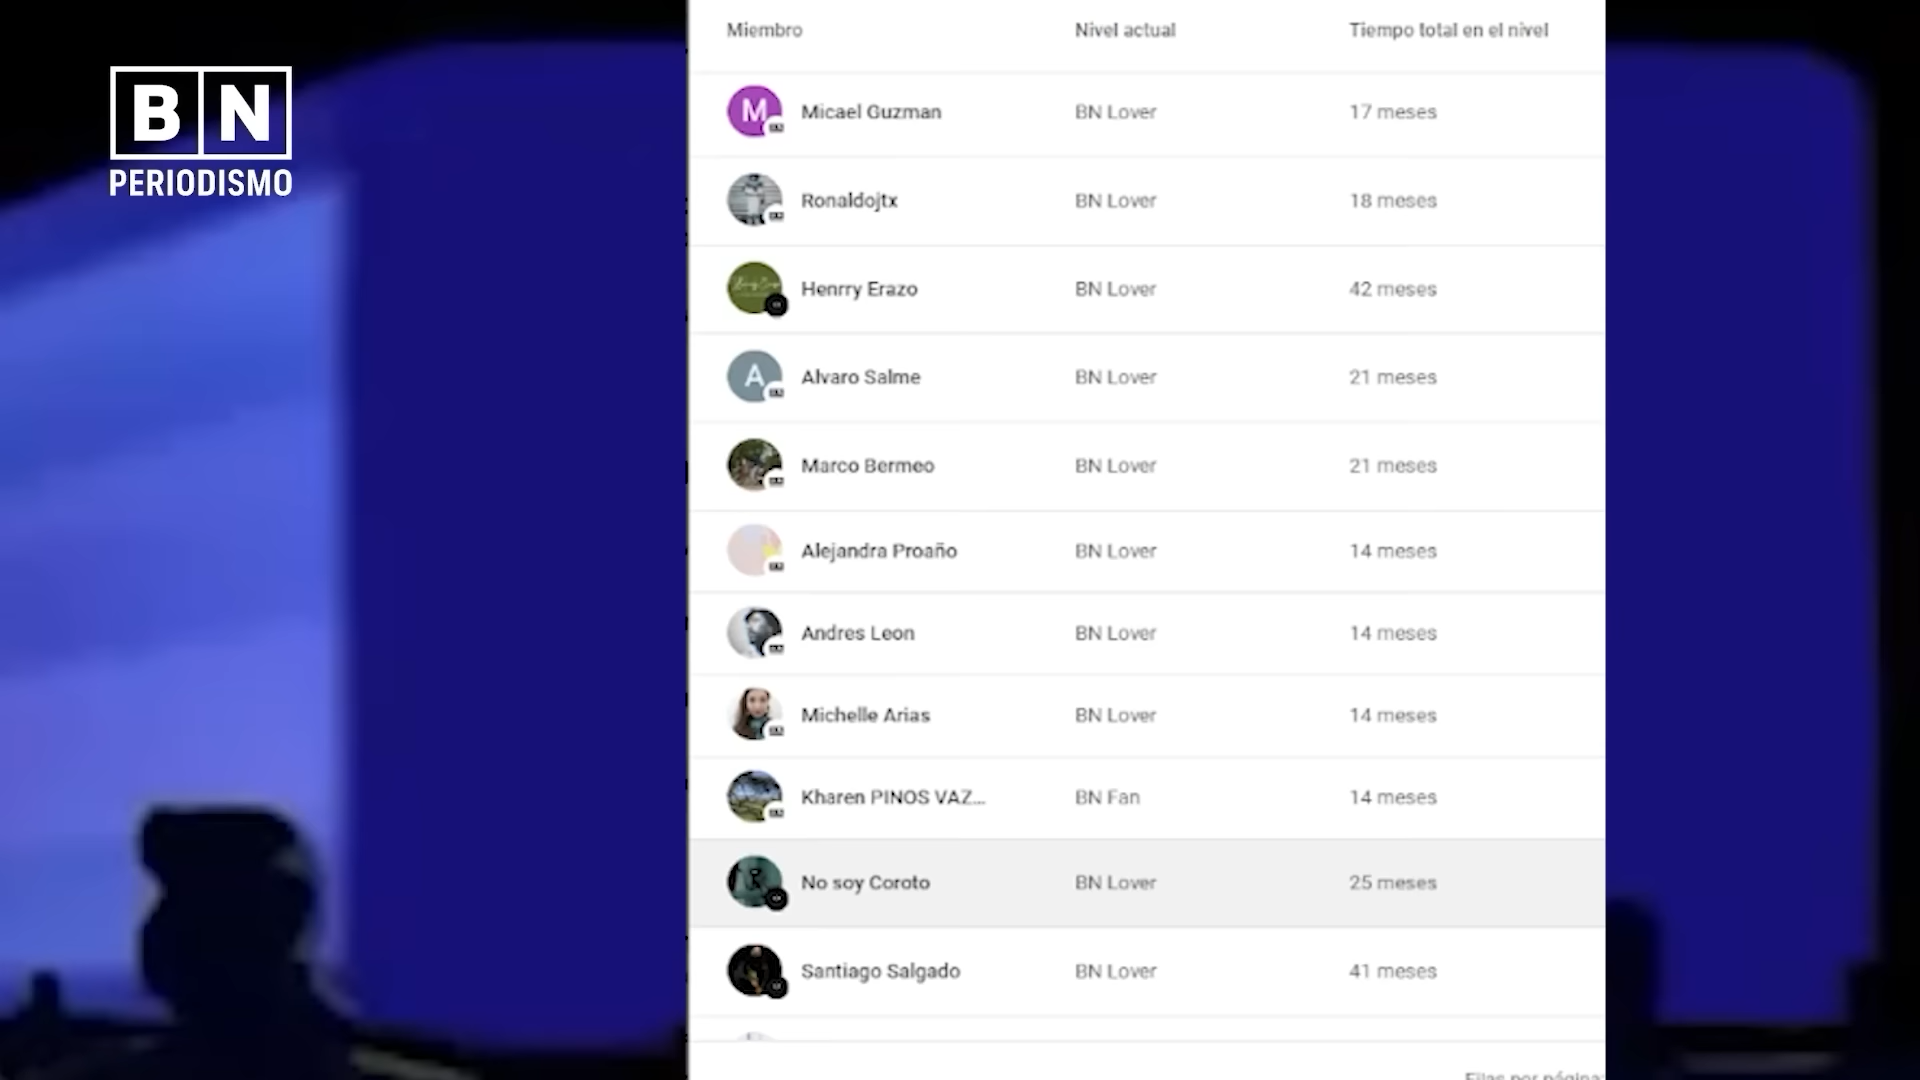 BN
PERIODISMO
Miembro Nivel actual Tiempo total en el nivel
M Micael Guzman BN Lover 17 meses
Ronaldojtx BN Lover 18 meses
Henrry Erazo BN Lover 42 meses
A Alvaro Salme BN Lover 21 meses
Marco Bermeo BN Lover 21 meses
Alejandra Proaño BN Lover 14 meses
Andres Leon BN Lover 14 meses
Michelle Arias BN Lover 14 meses
Kharen PINOS VAZ... BN Fan 14 meses
No soy Coroto BN Lover 25 meses
Santiago Salgado BN Lover 41 meses
Filas por página: